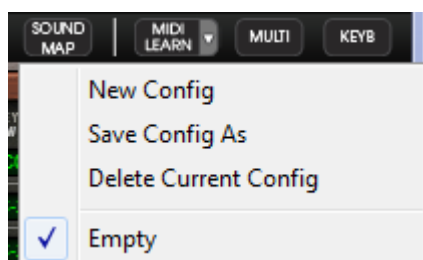 SOUND MAP
MIDI LEARN
MULTI
KEYB
New Config
Save Config As
Delete Current Config
Empty